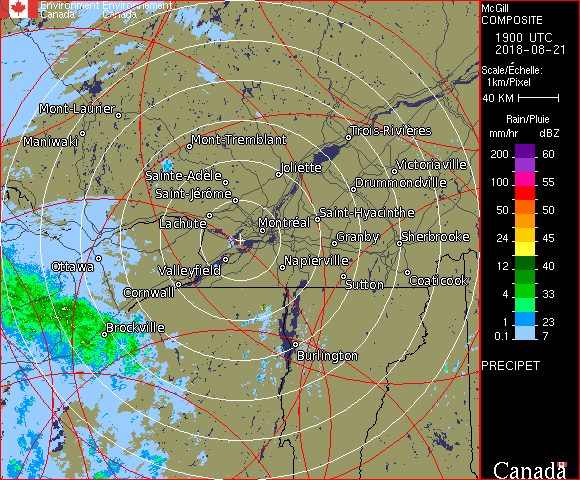 Environment Environnement
Canada Canada
McGill
COMPOSITE
1900 UTC
2018-08-21
Scale/Échelle:
1km/Pixel
40 KM
Rain/Pluie
mm/hr dBZ
200 60
100 55
50 50
24 45
12 40
4 33
1 23
0.1 7
PRECIPET
Mont-Laurier
Maniwaki
Mont-Tremblant
Trois-Rivières
Sainte-Adèle
Joliette
Victoriaville
Saint-Jérôme
Drummondville
Lachute
Montréal
Saint-Hyacinthe
Granby
Sherbrooke
Ottawa
Valleyfield
Napierville
Cornwall
Sutton
Coaticook
Brockville
Burlington
Canada